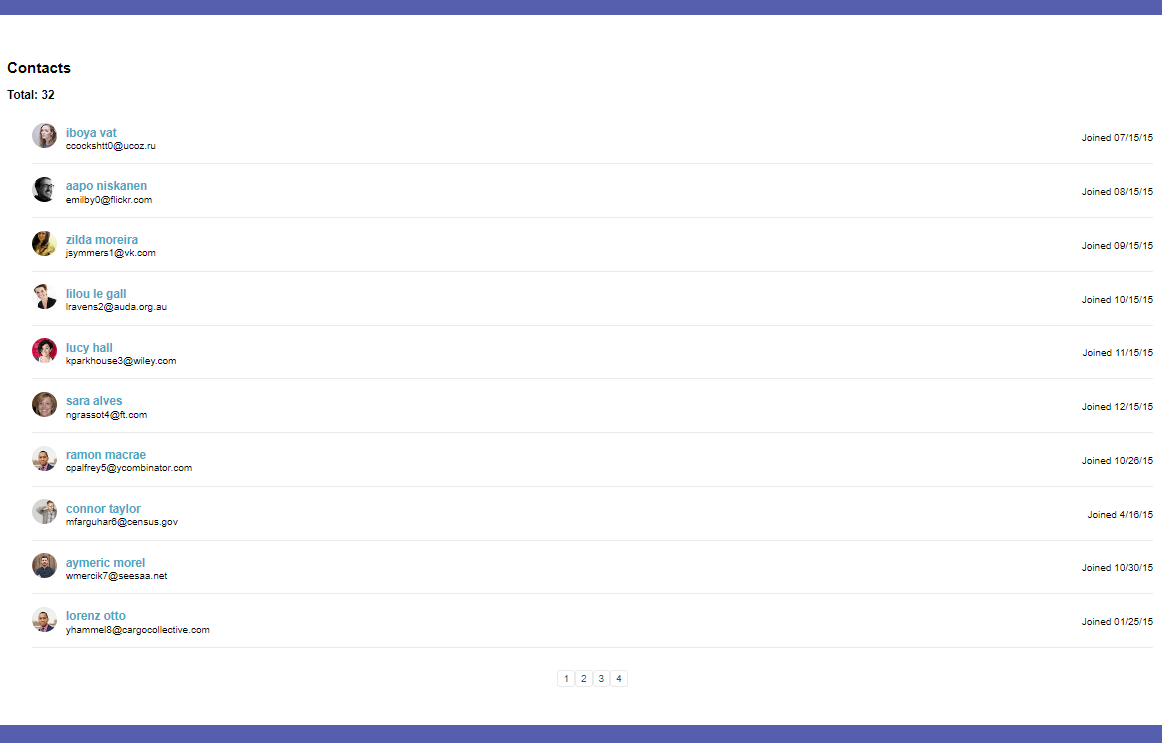 Contacts
Total: 32
iboya vat
ccockshtt0@ucoz.ru
Joined 07/15/15
aapo niskanen
emilby0@flickr.com
Joined 08/15/15
zilda moreira
jsymmers1@vk.com
Joined 09/15/15
lilou le gall
lravens2@auda.org.au
Joined 10/15/15
lucy hall
kparkhouse3@wiley.com
Joined 11/15/15
sara alves
ngrassot4@ft.com
Joined 12/15/15
ramon macrae
cpalfrey5@ycombinator.com
Joined 10/26/15
connor taylor
mfarguhar6@census.gov
Joined 4/16/15
aymeric morel
wmercik7@seesaa.net
Joined 10/30/15
lorenz otto
yhammel8@cargocollective.com
Joined 01/25/15
1 2 3 4